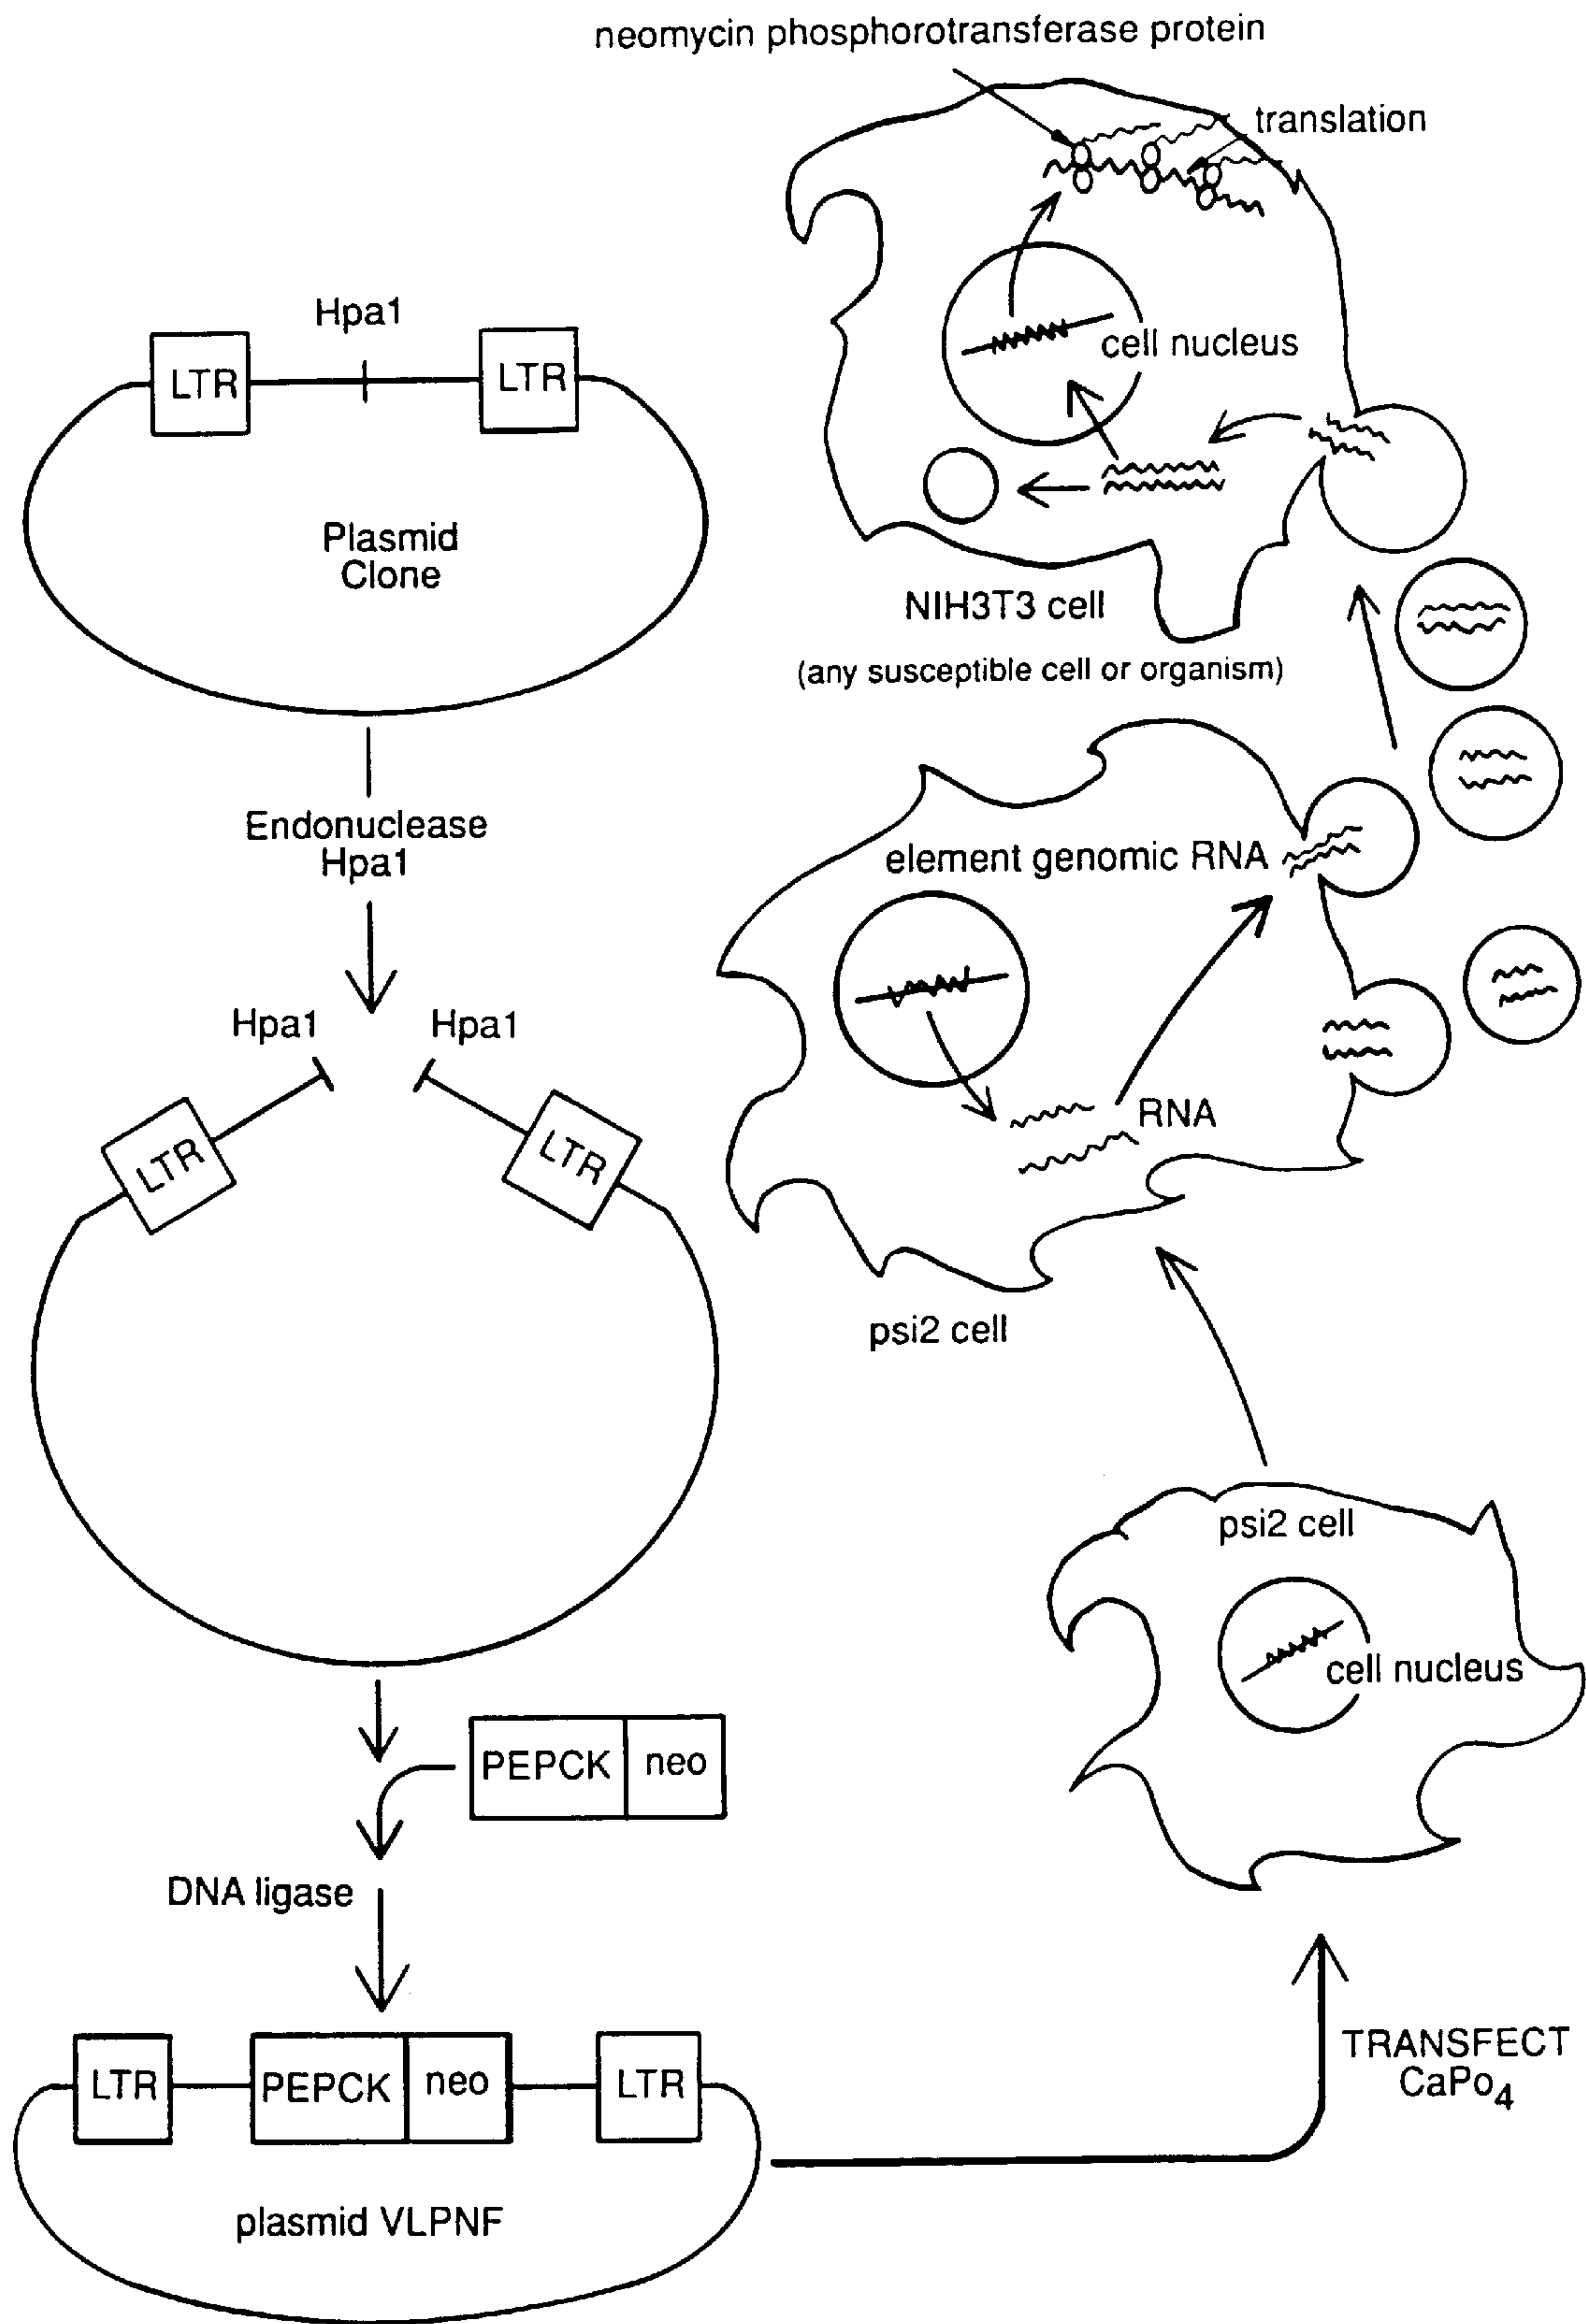 neomycin phosphorotransferase protein
translation
cell nucleus
NIH3T3 cell
(any susceptible cell or organism)
Hpa1
LTR
LTR
Plasmid
Clone
Endonuclease
Hpa1
Hpa1
Hpa1
LTR
LTR
element genomic RNA
RNA
psi2 cell
psi2 cell
cell nucleus
PEPCK
neo
DNA ligase
LTR
PEPCK
neo
LTR
plasmid VLPNF
TRANSFECT
CaPo4